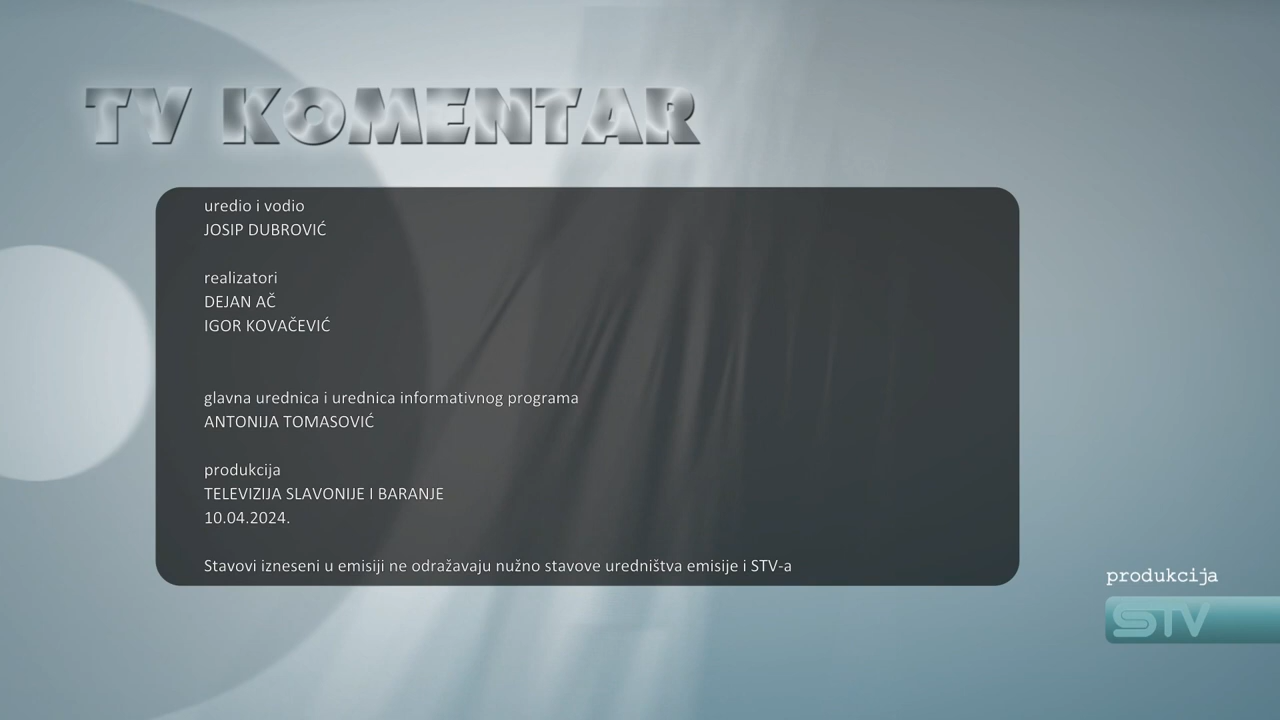 TV KOMENTAR
uredio i vodio
JOSIP DUBROVIĆ
realizatori
DEJAN AČ
IGOR KOVAČEVIĆ
glavna urednica i urednica informativnog programa
ANTONIJA TOMASOVIĆ
produkcija
TELEVIZIJA SLAVONIJE I BARANJE
10.04.2024.
Stavovi izneseni u emisiji ne odražavaju nužno stavove uredništva emisije i STV-a
produkcija
STV